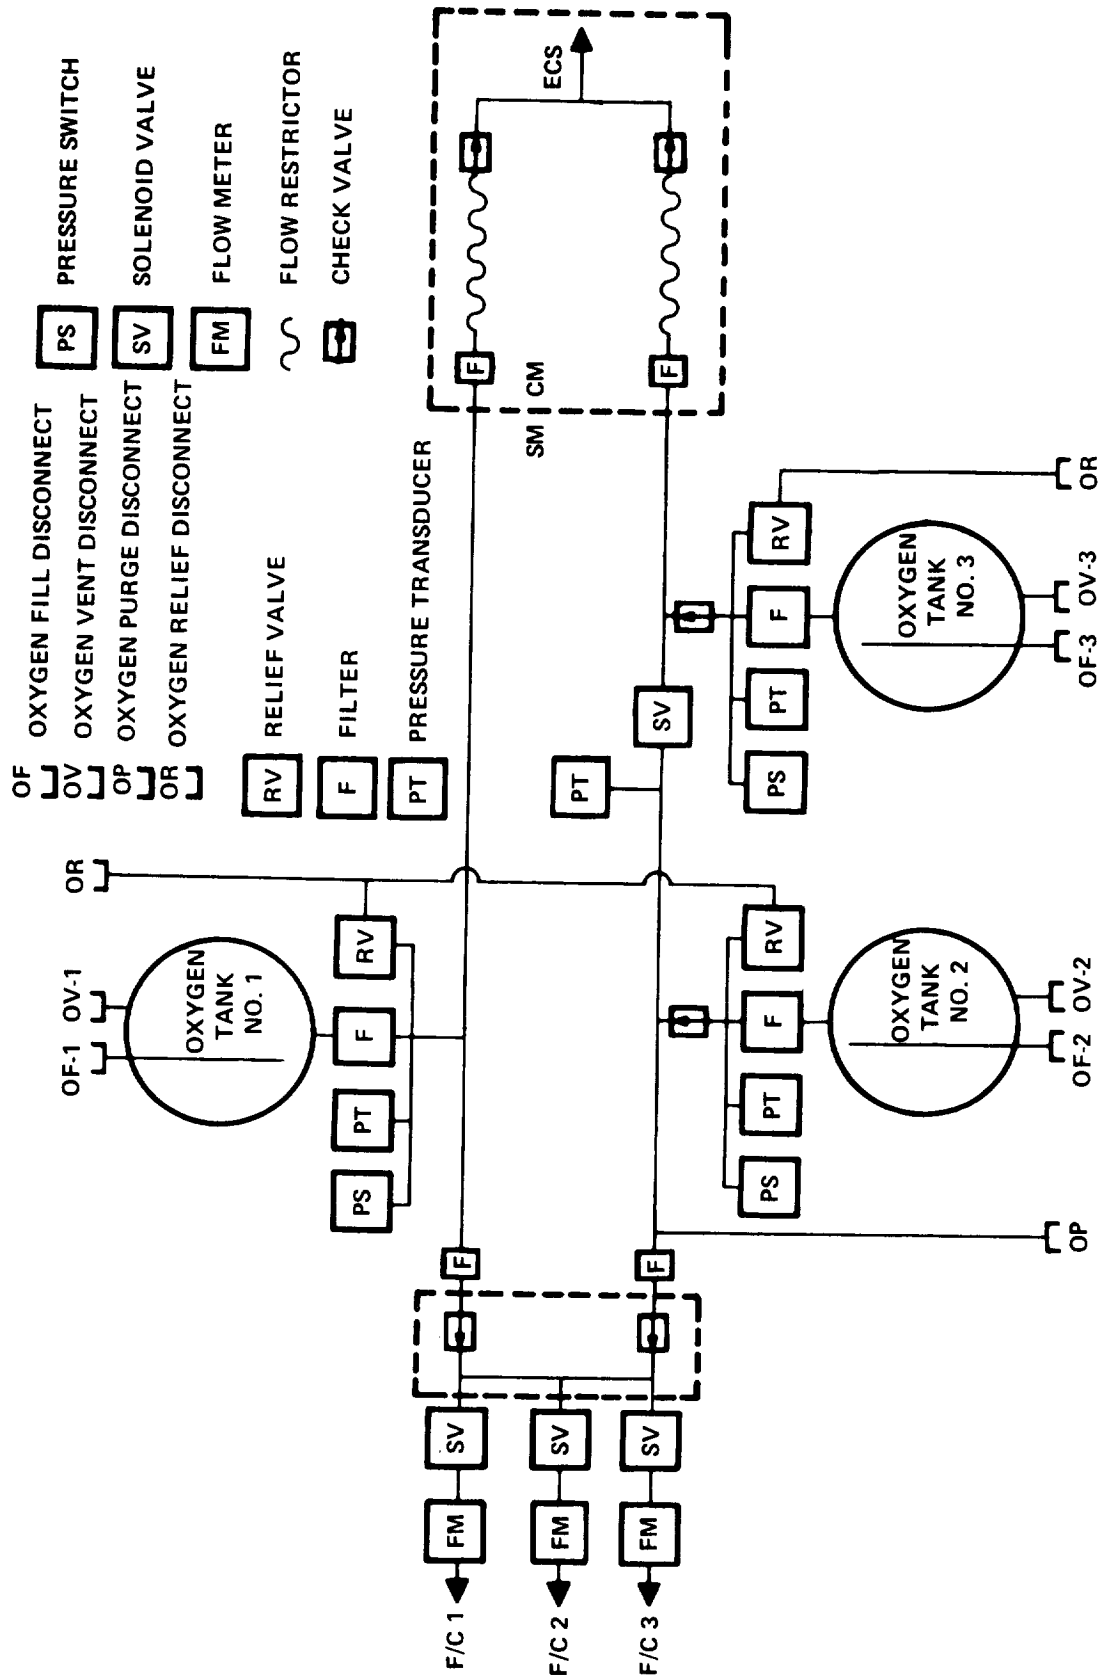 OF
OXYGEN FILL DISCONNECT
OV
OXYGEN VENT DISCONNECT
OP
OXYGEN PURGE DISCONNECT
OR
OXYGEN RELIEF DISCONNECT
RV
RELIEF VALVE
F
FILTER
PT
PRESSURE TRANSDUCER
PS
PRESSURE SWITCH
SV
SOLENOID VALVE
FM
FLOW METER
FLOW RESTRICTOR
CHECK VALVE
OF-1
OV-1
OR
OXYGEN
TANK
NO. 1
PS
PT
F
RV
F
F
ECS
SM
CM
F/C 1
FM
SV
F/C 2
FM
SV
F/C 3
FM
SV
F
PT
SV
F
PS
PT
F
RV
OXYGEN
TANK
NO. 2
PS
PT
F
RV
OXYGEN
TANK
NO. 3
OP
OF-2
OV-2
OF-3
OV-3
OR